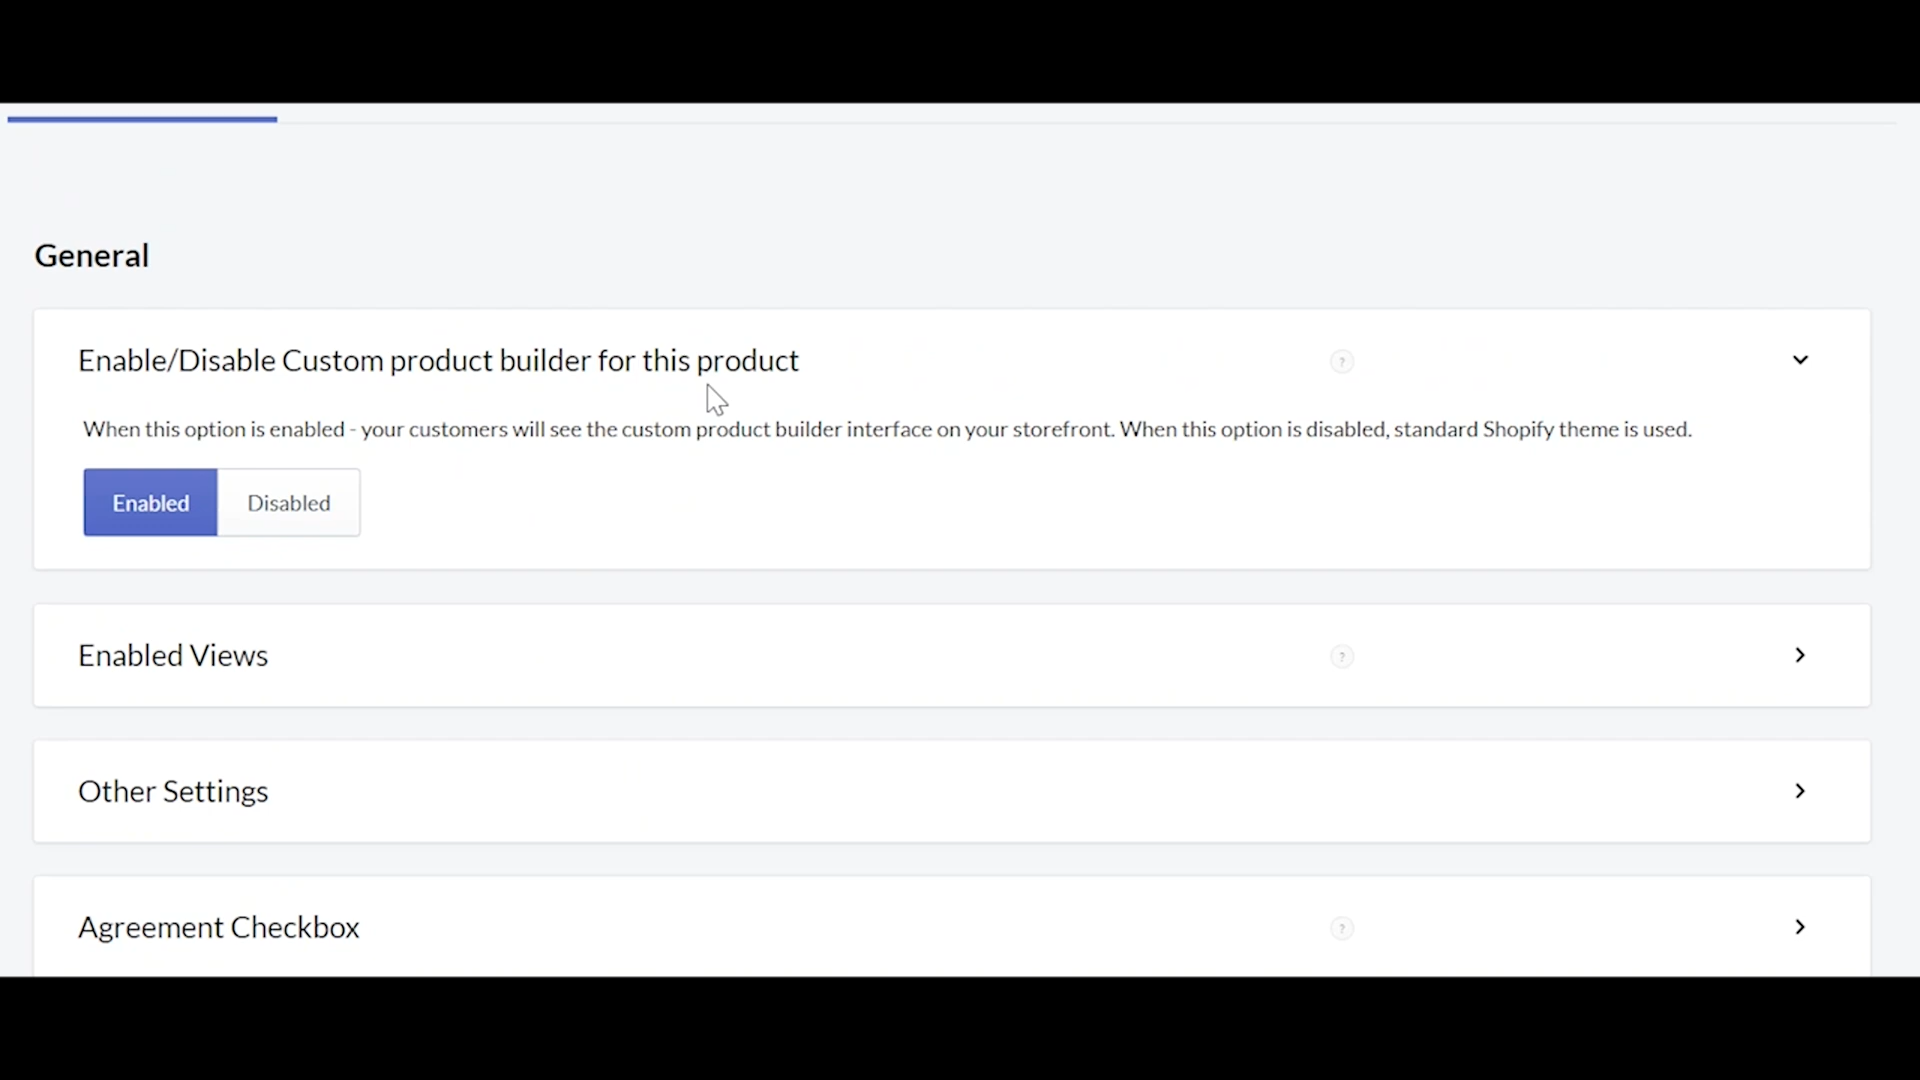 General
Enable/Disable Custom product builder for this product
?
When this option is enabled - your customers will see the custom product builder interface on your storefront. When this option is disabled, standard Shopify theme is used.
Enabled Disabled
Enabled Views
?
Other Settings
Agreement Checkbox
?